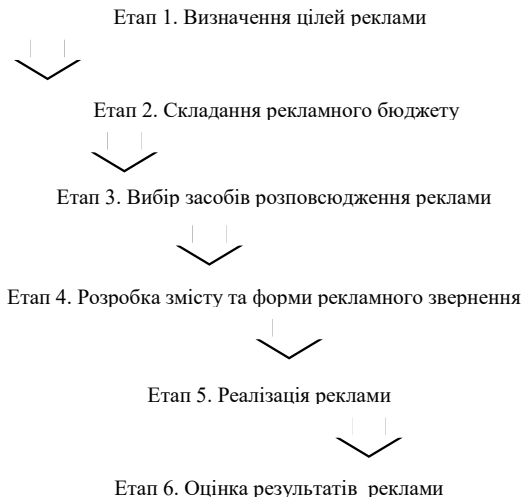 Етап 1. Визначення цілей реклами
Етап 2. Складання рекламного бюджету
Етап 3. Вибір засобів розповсюдження реклами
Етап 4. Розробка змісту та форми рекламного звернення
Етап 5. Реалізація реклами
Етап 6. Оцінка результатів реклами